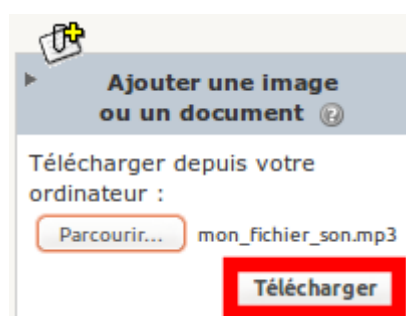 Ajouter une image
ou un document ?
Télécharger depuis votre
ordinateur :
Parcourir... mon_fichier_son.mp3
Télécharger